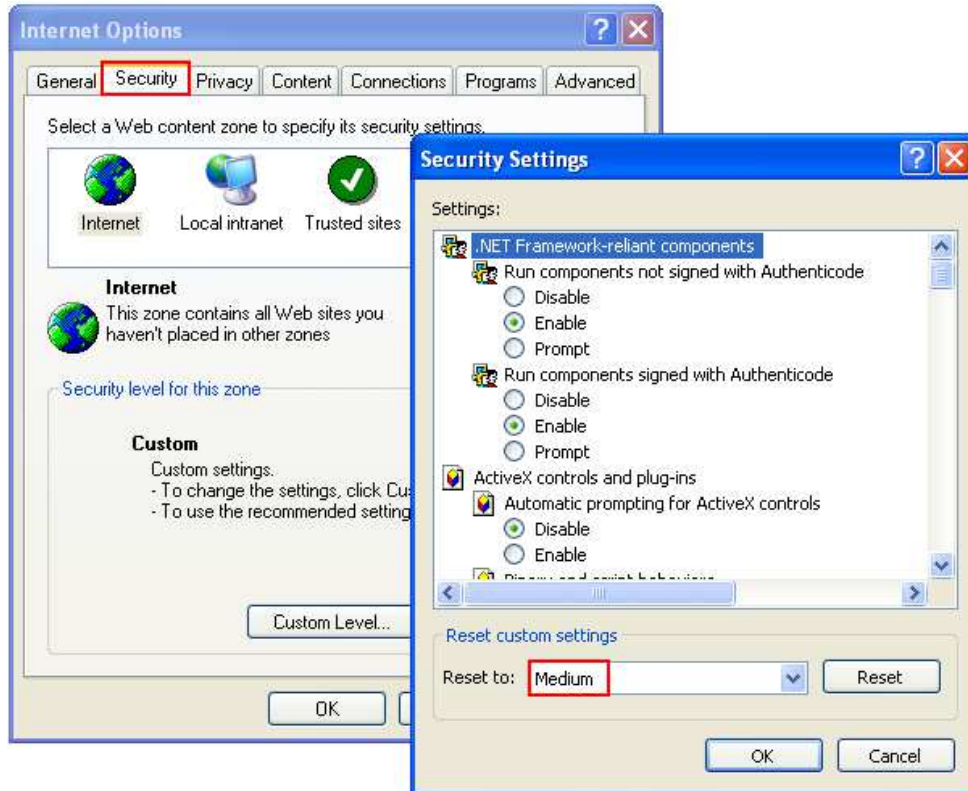 Internet Options
General Security Privacy Content Connections Programs Advanced
Select a Web content zone to specify its security settings.
Internet Local intranet Trusted sites
Internet
This zone contains all Web sites you
haven't placed in other zones
Security level for this zone
Custom
Custom settings.
- To change the settings, click Cu
- To use the recommended setting
Custom Level...
OK
Security Settings
Settings:
.NET Framework-reliant components
Run components not signed with Authenticode
Disable
Enable
Prompt
Run components signed with Authenticode
Disable
Enable
Prompt
ActiveX controls and plug-ins
Automatic prompting for ActiveX controls
Disable
Enable
Binary and script behaviors
Reset custom settings
Reset to: Medium Reset
OK Cancel